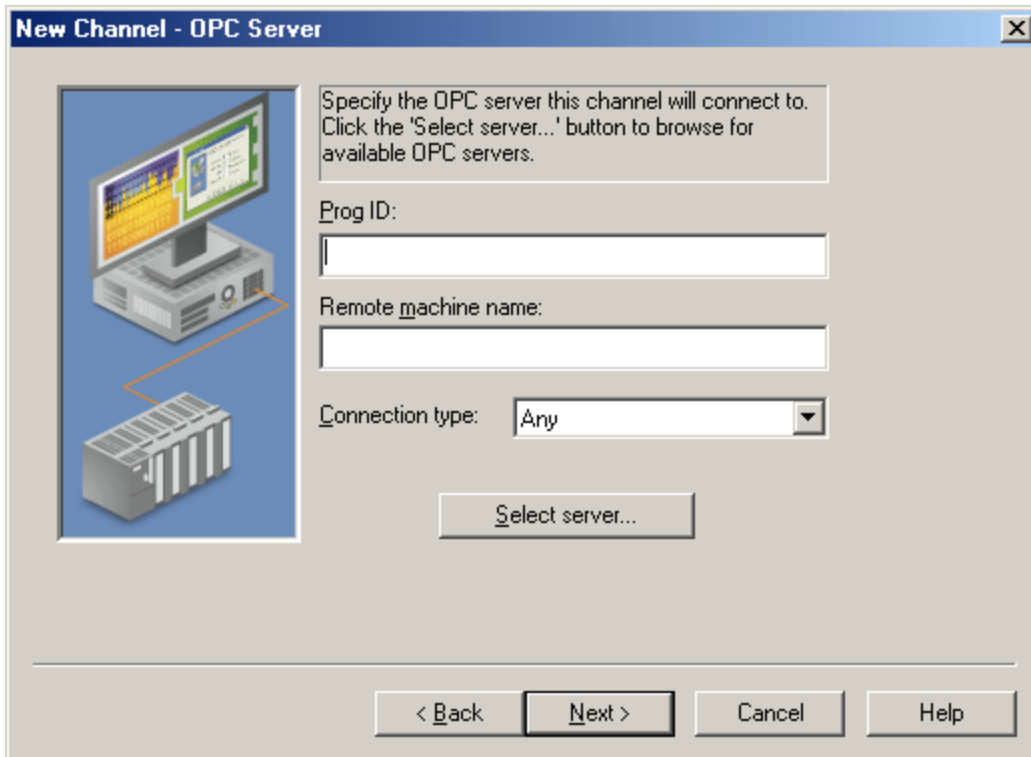 New Channel - OPC Server
Specify the OPC server this channel will connect to.
Click the 'Select server...' button to browse for
available OPC servers.
Prog ID:
Remote machine name:
Connection type: Any
Select server...
< Back Next > Cancel Help